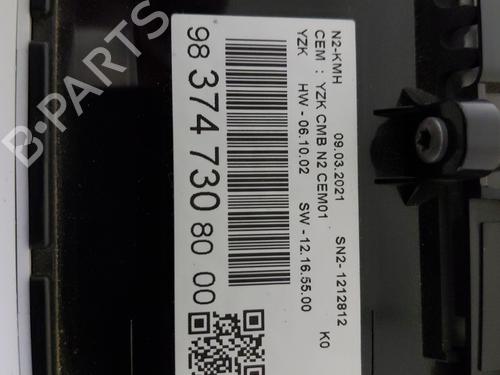 N2-KMH 09.03.2021 SN2-1212812 K0
CEM : YZK CMB N2 CEM01
YZK HW - 06.10.02 SW - 12.16.55.00
98 374 730 80 00
B-PARTS